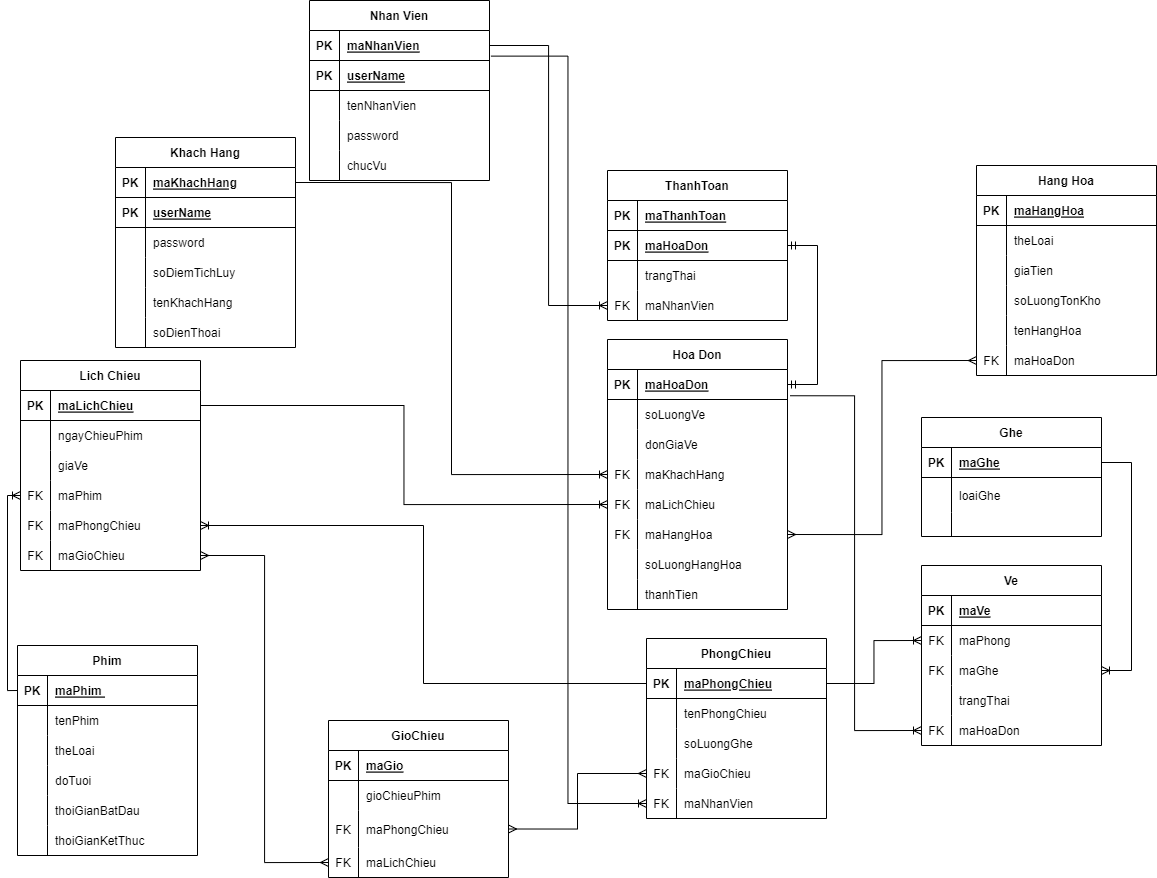 Nhan Vien
PK maNhanVien
PK userName
tenNhanVien
password
chucVu
Khach Hang
PK maKhachHang
PK userName
password
soDiemTichLuy
tenKhachHang
soDienThoai
ThanhToan
PK maThanhToan
PK maHoaDon
trangThai
FK maNhanVien
Hang Hoa
PK maHangHoa
theLoai
giaTien
soLuongTonKho
tenHangHoa
FK maHoaDon
Lich Chieu
PK maLichChieu
ngayChieuPhim
giaVe
FK maPhim
FK maPhongChieu
FK maGioChieu
Hoa Don
PK maHoaDon
soLuongVe
donGiaVe
FK maKhachHang
FK maLichChieu
FK maHangHoa
soLuongHangHoa
thanhTien
Ghe
PK maGhe
loaiGhe
Ve
PK maVe
FK maPhong
FK maGhe
trangThai
FK maHoaDon
Phim
PK maPhim
tenPhim
theLoai
doTuoi
thoiGianBatDau
thoiGianKetThuc
GioChieu
PK maGio
gioChieuPhim
FK maPhongChieu
FK maLichChieu
PhongChieu
PK maPhongChieu
tenPhongChieu
soLuongGhe
FK maGioChieu
FK maNhanVien